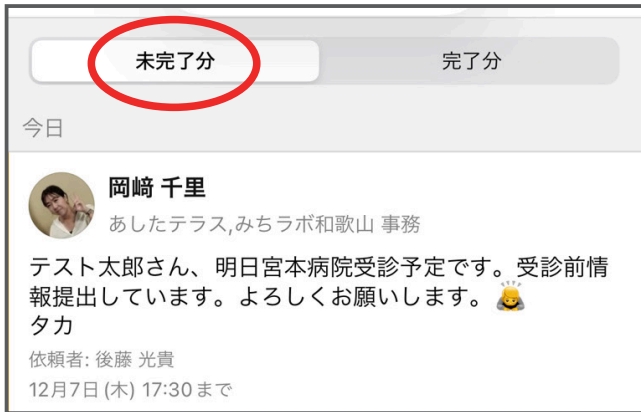 未完了分
完了分
今日
岡﨑 千里
あしたテラス,みちラボ和歌山 事務
テスト太郎さん、明日宮本病院受診予定です。受診前情
報提出しています。よろしくお願いします。🙇
タカ
依頼者: 後藤 光貴
12月7日(木) 17:30まで